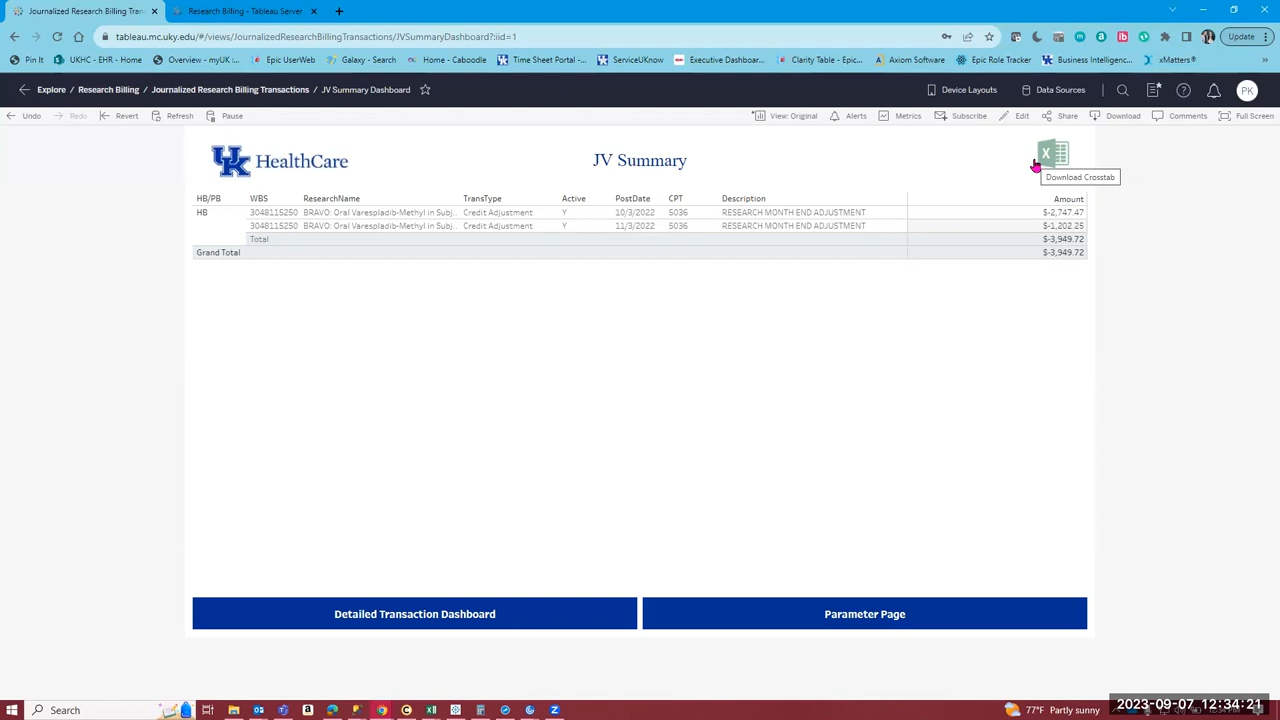 Journalized Research Billing Tran
Research Billing - Tableau Server
tableau.mc.uky.edu/#/views/JournalizedResearchBillingTransactions/JVSummaryDashboard?:iid=1
Update
Pin It
UKHC - EHR - Home
Overview - myUK i...
Epic UserWeb
Galaxy - Search
Home - Caboodle
Time Sheet Portal -...
ServiceUKnow
Executive Dashboar...
Clarity Table - Epic...
Axiom Software
Epic Role Tracker
Business Intelligenc...
xMatters®
Explore / Research Billing / Journalized Research Billing Transactions / JV Summary Dashboard
Device Layouts
Data Sources
PK
Undo
Redo
Revert
Refresh
Pause
View: Original
Alerts
Metrics
Subscribe
Edit
Share
Download
Comments
Full Screen
UK HealthCare
JV Summary
Download Crosstab
HB/PB WBS ResearchName TransType Active PostDate CPT Description Amount
HB 3048115250 BRAVO: Oral Varespladib-Methyl in Subj.. Credit Adjustment Y 10/3/2022 5036 RESEARCH MONTH END ADJUSTMENT $-2,747.47
3048115250 BRAVO: Oral Varespladib-Methyl in Subj.. Credit Adjustment Y 11/3/2022 5036 RESEARCH MONTH END ADJUSTMENT $-1,202.25
Total $-3,949.72
Grand Total $-3,949.72
Detailed Transaction Dashboard
Parameter Page
Search
77°F Partly sunny
2023-09-07 12:34:21